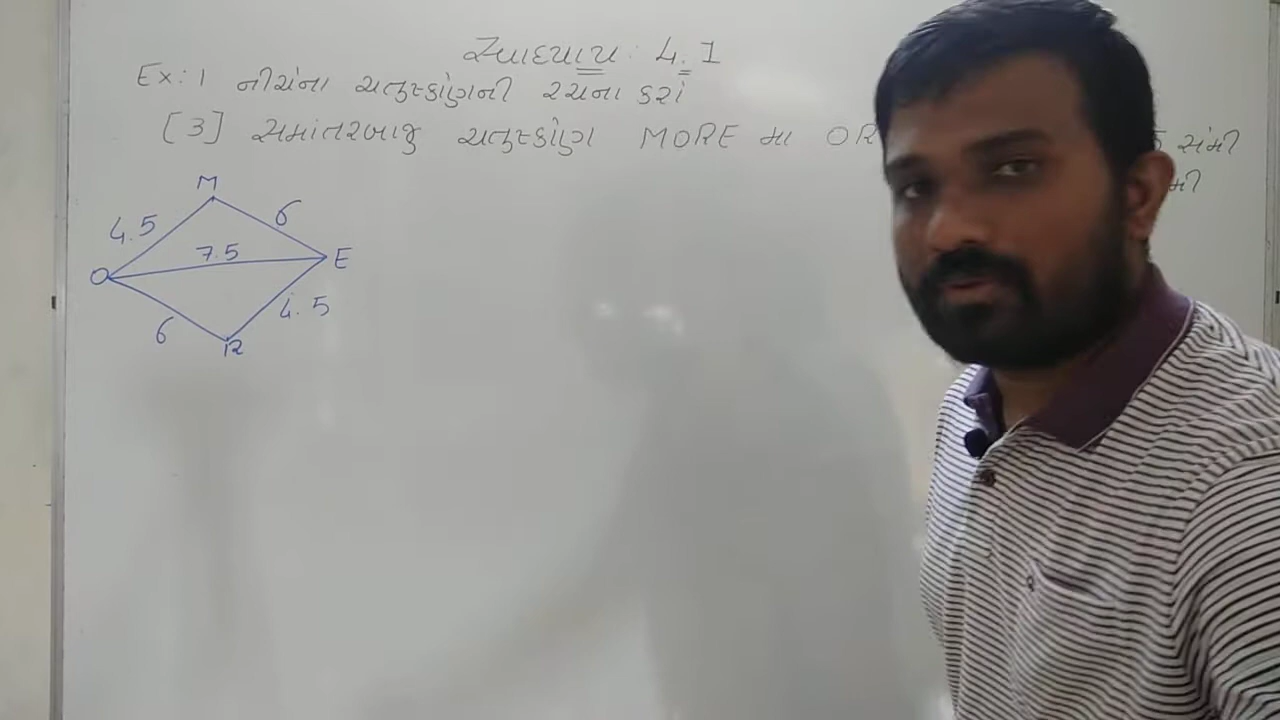 સ્વાધ્યાય : 4.1
Ex : 1 નીચેના ચતુષ્કોણની રચના કરો
[3] સમાંતરબાજુ ચતુષ્કોણ MORE મા OR સેમી
M
4.5 6
7.5
O E
4.5
6
R